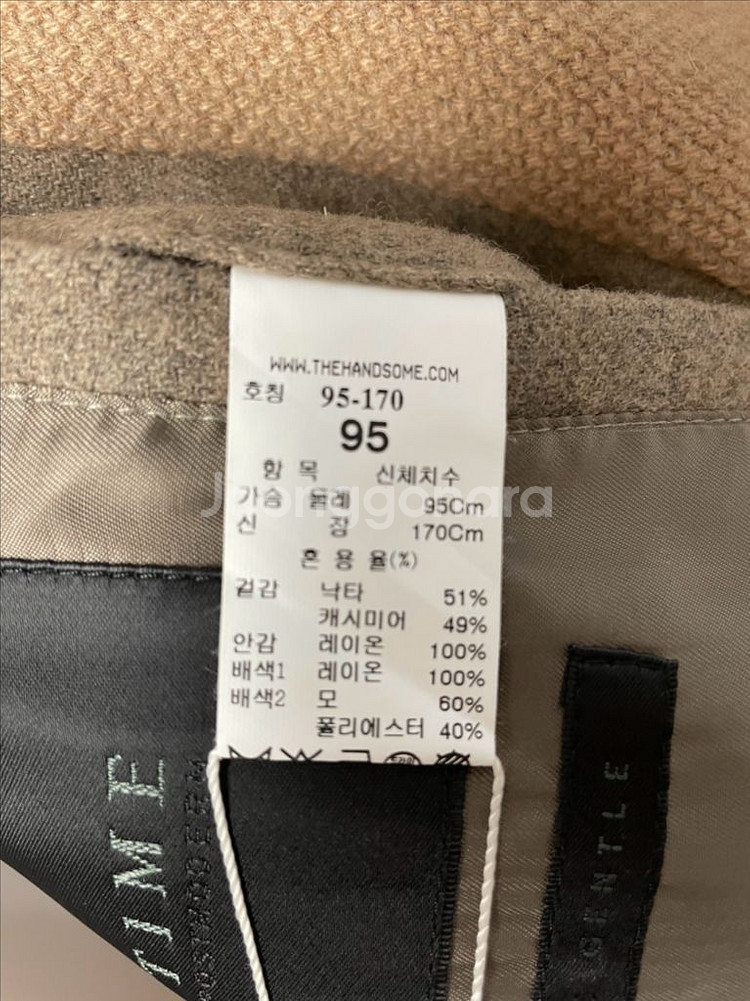 WWW.THEHANDSOME.COM
호칭 95-170
95
항 목 신체치수
가슴 둘레 95Cm
신 장 170Cm
혼 용 율(%)
겉감 낙타 51%
캐시미어 49%
안감 레이온 100%
배색1 레이온 100%
배색2 모 60%
폴리에스터 40%
Joonggonara
TIME
GENTLE